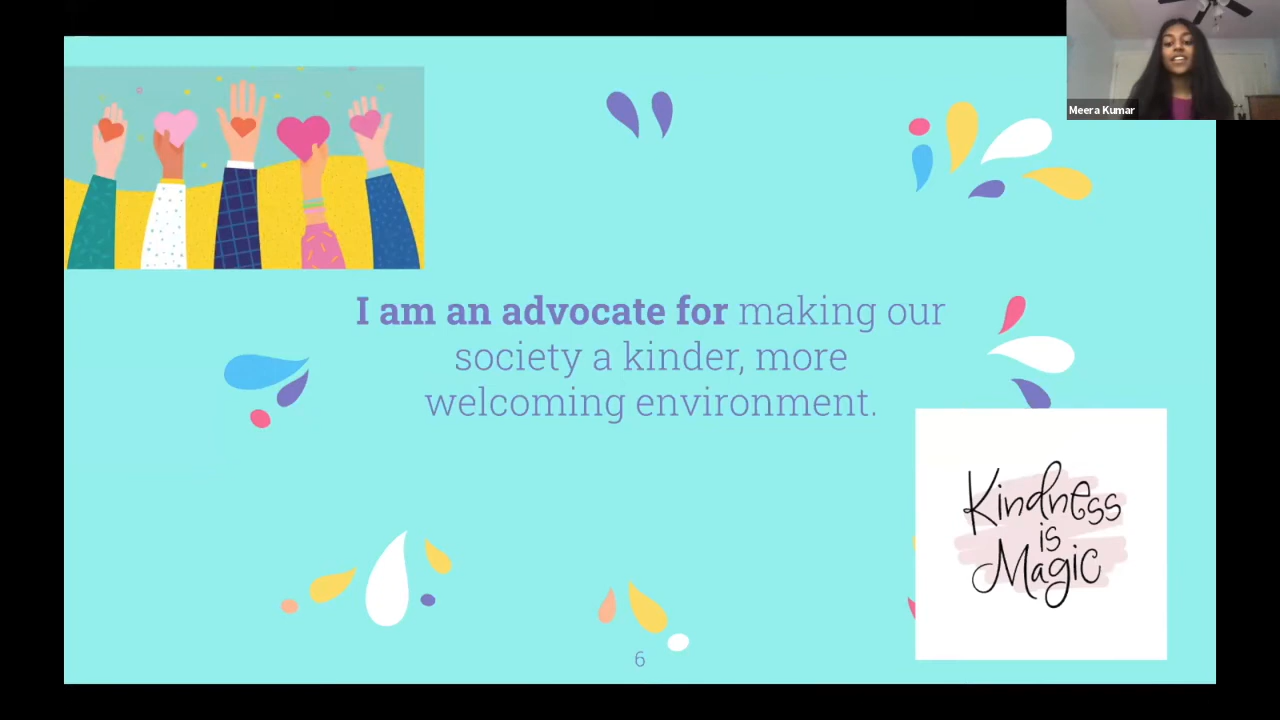 Meera Kumar
I am an advocate for making our
society a kinder, more
welcoming environment.
Kindness
is
Magic
6